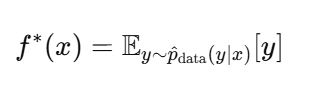 f*(x) = 𝔼_{y∼p̂_data(y|x)}[y]